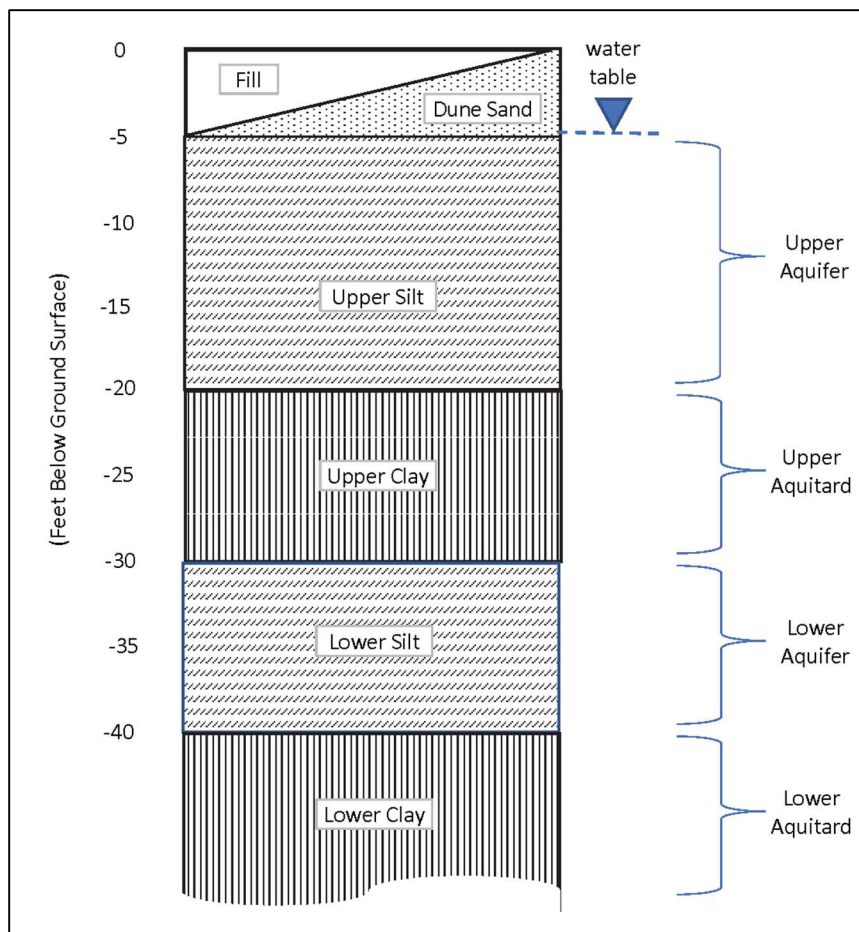 0
water
table
Fill
Dune Sand
-5
-10
Upper
Aquifer
Upper Silt
-15
-20
(Feet Below Ground Surface)
Upper Clay
-25
Upper
Aquitard
-30
Lower Silt
-35
Lower
Aquifer
-40
Lower Clay
Lower
Aquitard